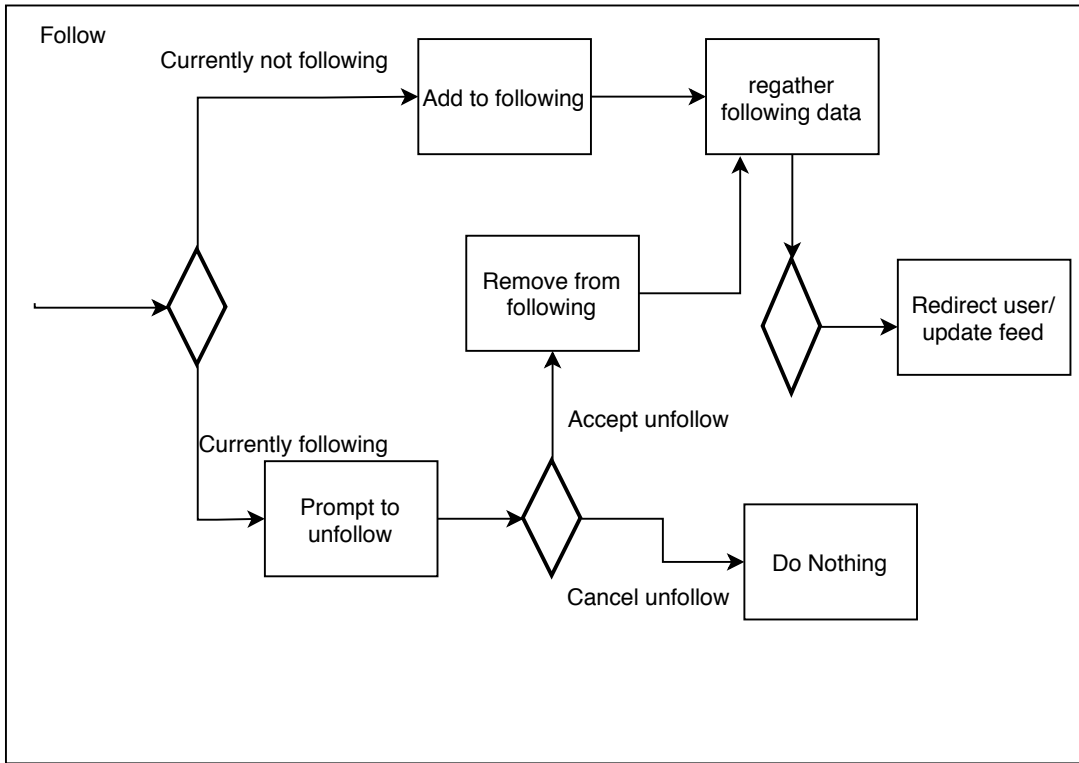 Follow
Currently not following
Add to following
regather
following data
Remove from
following
Redirect user/
update feed
Accept unfollow
Currently following
Prompt to
unfollow
Do Nothing
Cancel unfollow